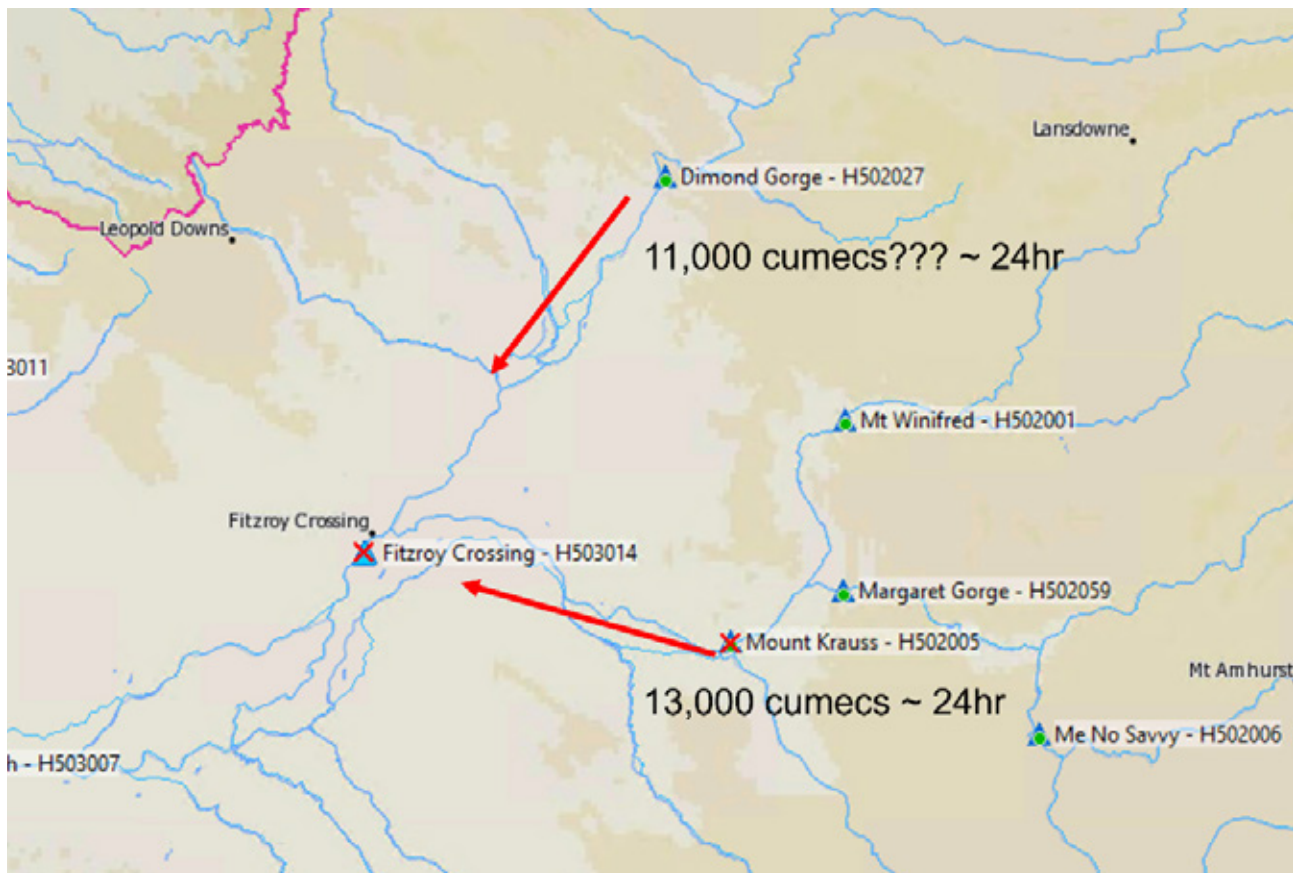 Lansdowne
Dimond Gorge - H502027
Leopold Downs
11,000 cumecs??? ~ 24hr
3011
Mt Winifred - H502001
Fitzroy Crossing
Fitzroy Crossing - H503014
Margaret Gorge - H502059
Mount Krauss - H502005
Mt Amhurst
13,000 cumecs ~ 24hr
Me No Savvy - H502006
h - H503007